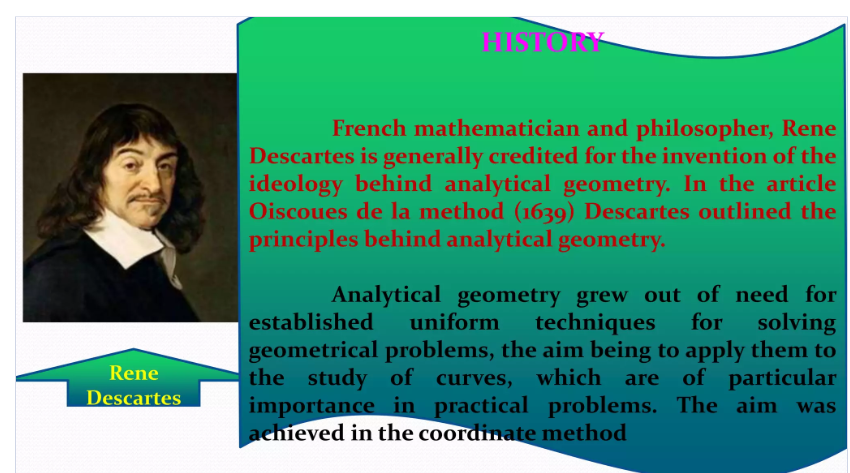 HISTORY
French mathematician and philosopher, Rene
Descartes is generally credited for the invention of the
ideology behind analytical geometry. In the article
Oiscoues de la method (1639) Descartes outlined the
principles behind analytical geometry.
Analytical geometry grew out of need for
established uniform techniques for solving
geometrical problems, the aim being to apply them to
the study of curves, which are of particular
importance in practical problems. The aim was
achieved in the coordinate method
Rene
Descartes